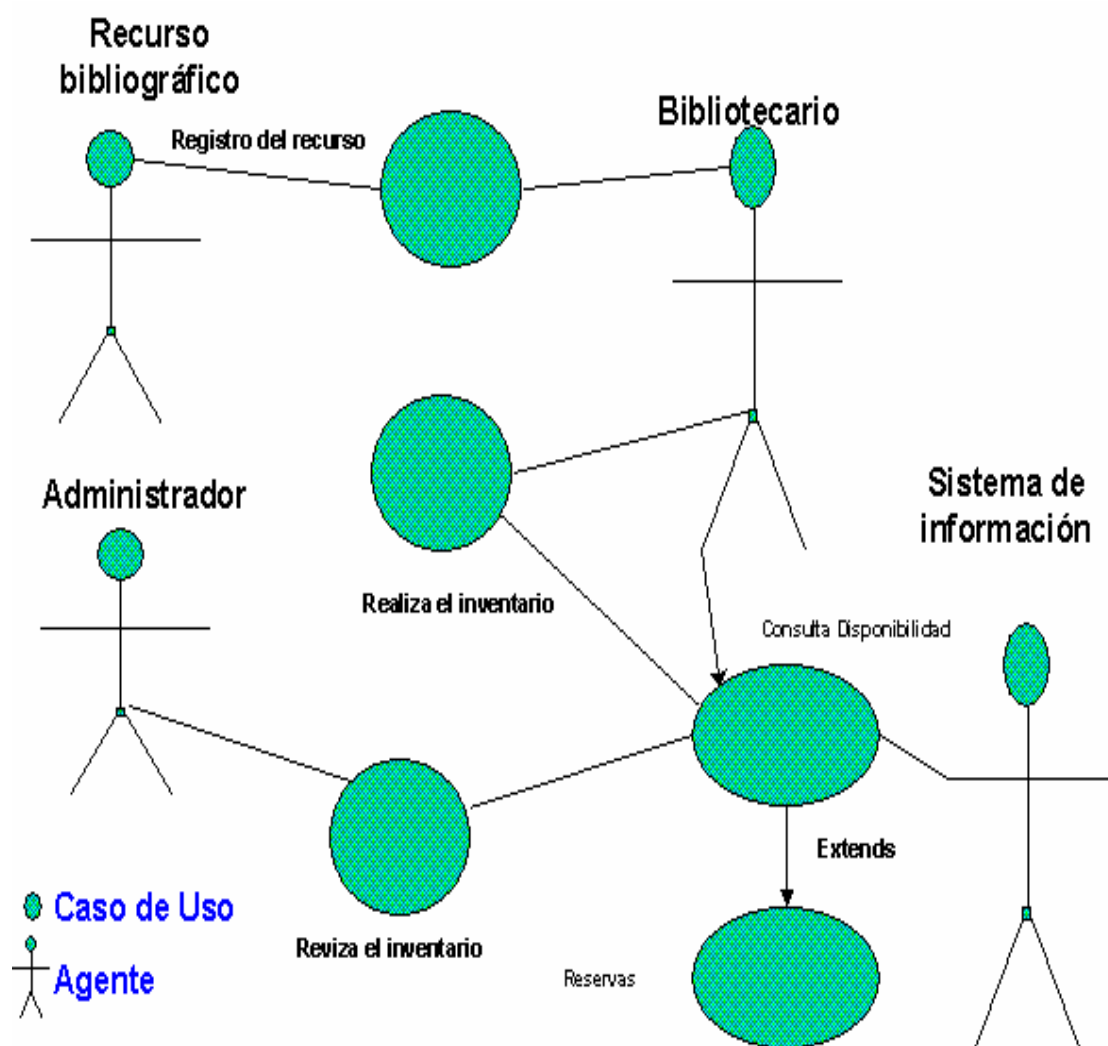 Recurso
bibliográfico
Registro del recurso
Bibliotecario
Administrador
Sistema de
información
Realiza el inventario
Consulta Disponibilidad
Extends
Caso de Uso
Reviza el inventario
Agente
Reservas